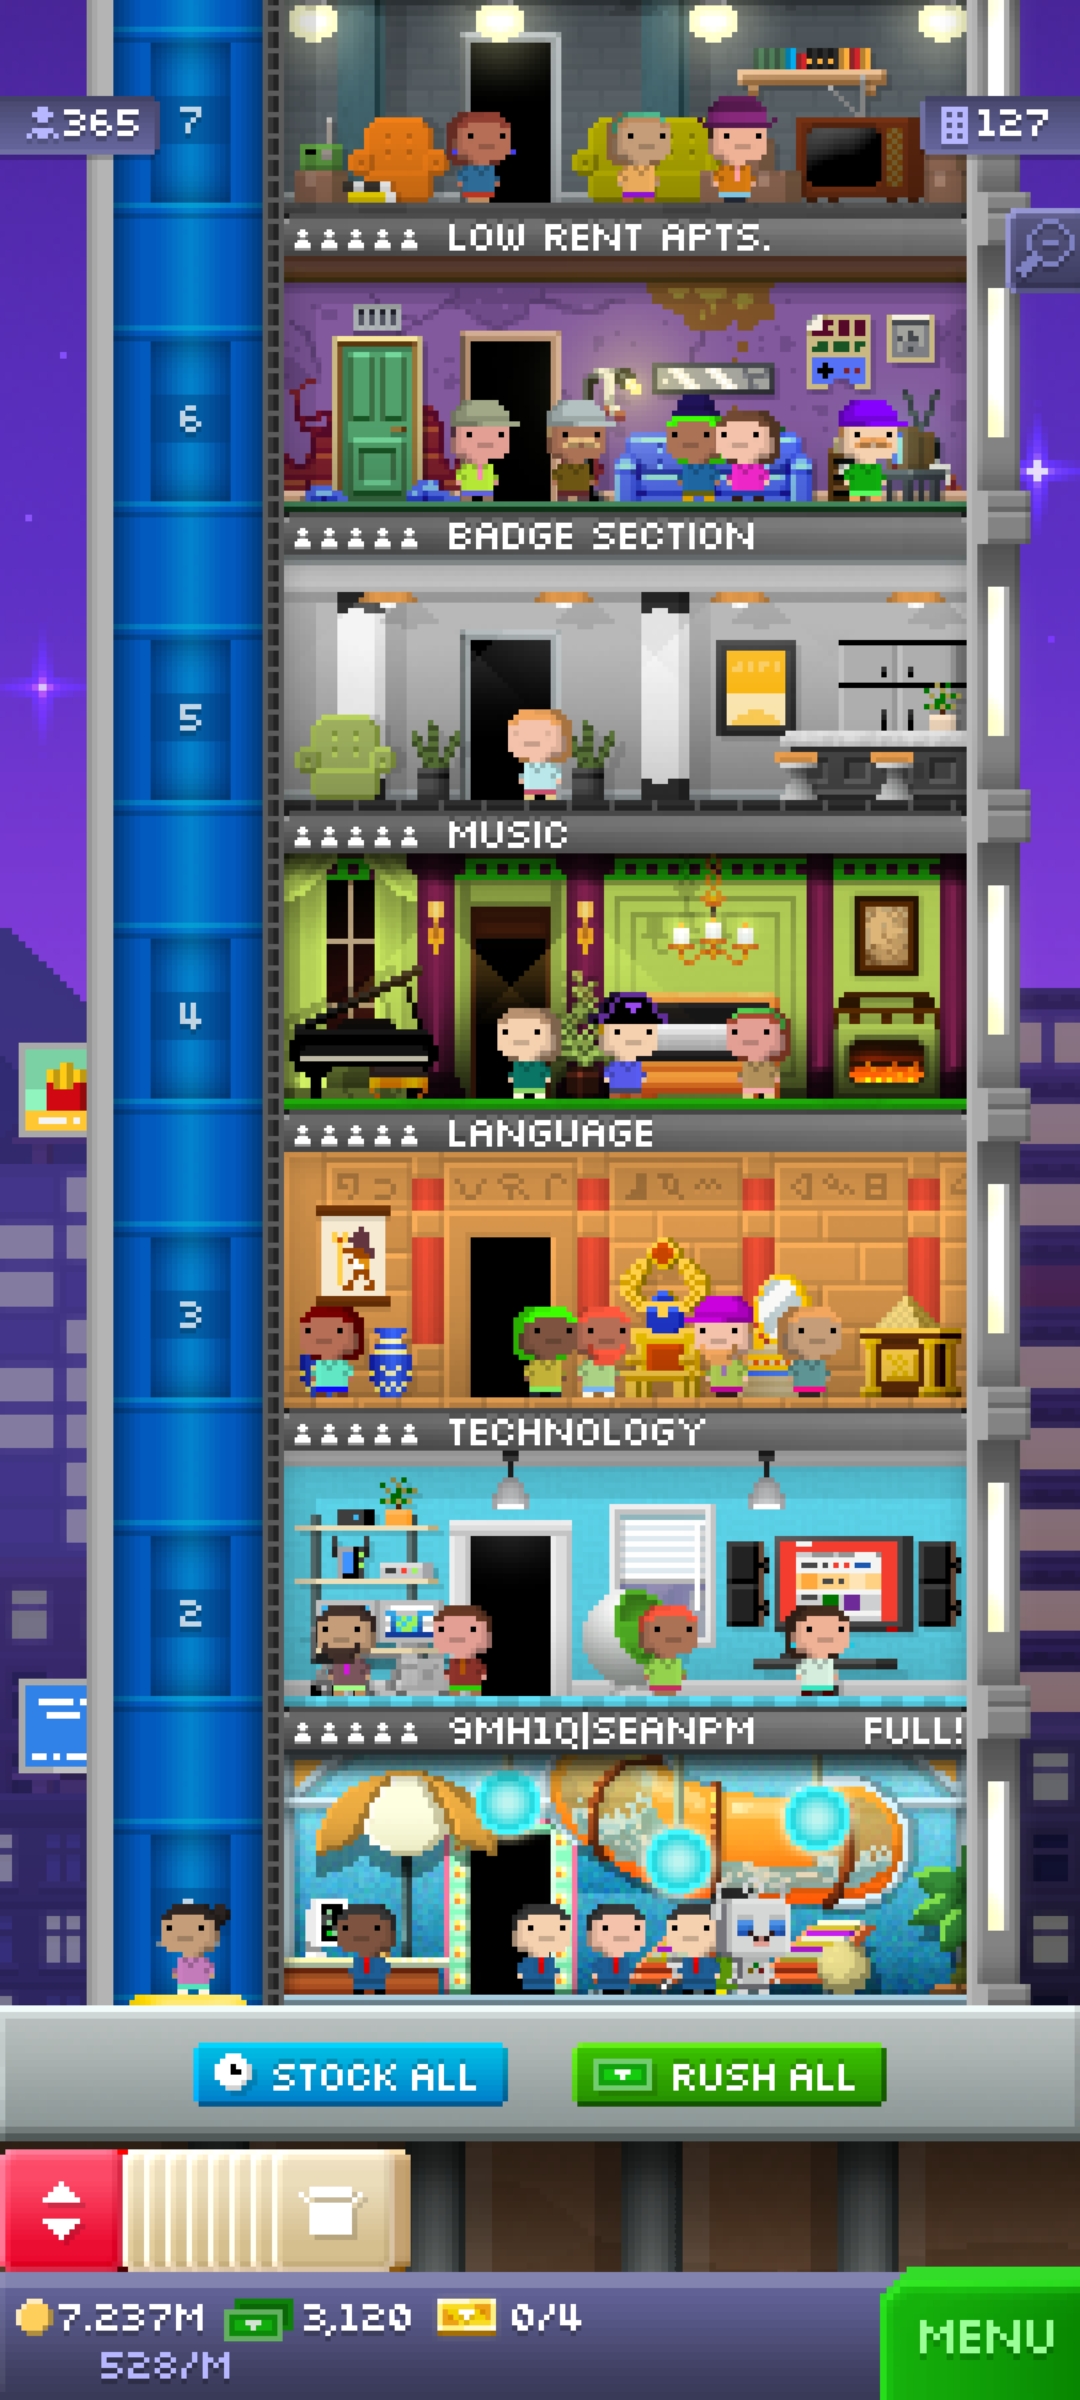 7
365
127
LOW RENT APTS.
6
BADGE SECTION
5
MUSIC
4
LANGUAGE
3
TECHNOLOGY
2
9MH1Q|SEANPM FULL!
STOCK ALL
RUSH ALL
7.237M 3,120 0/4
528/M
MENU